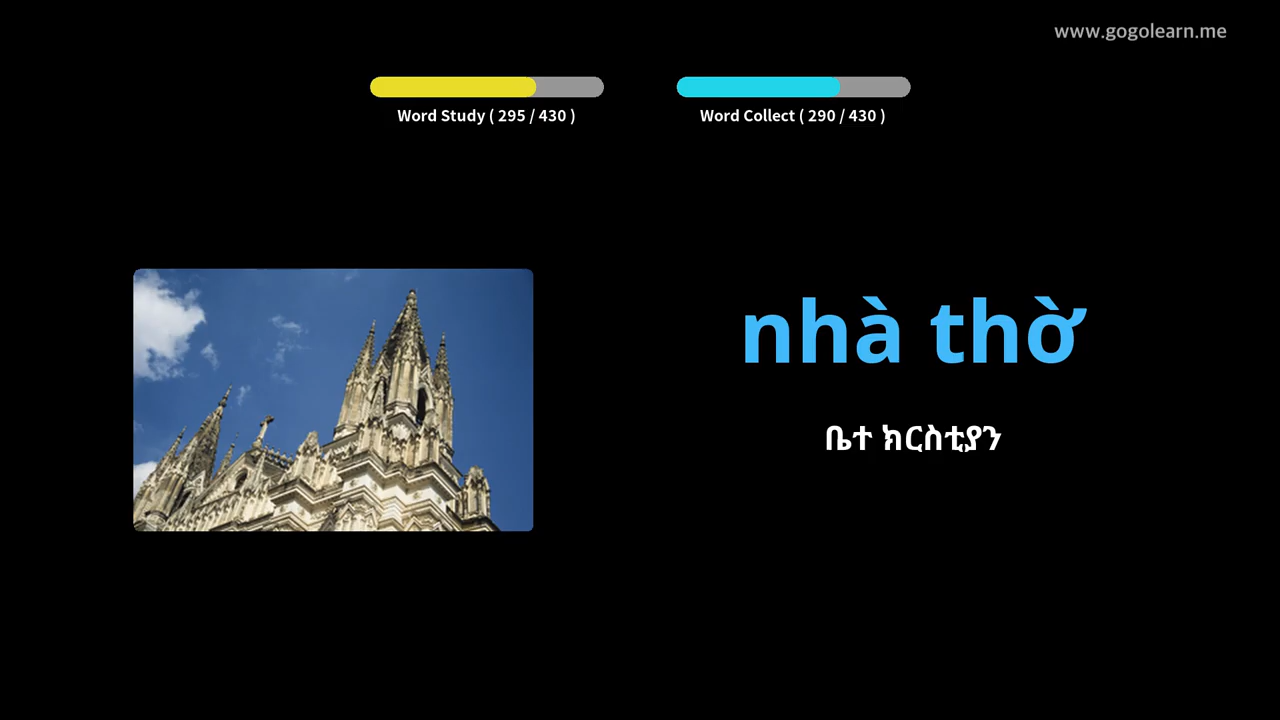 www.gogolearn.me
Word Study ( 295 / 430 )
Word Collect ( 290 / 430 )
nhà thờ
ቤተ ክርስቲያን